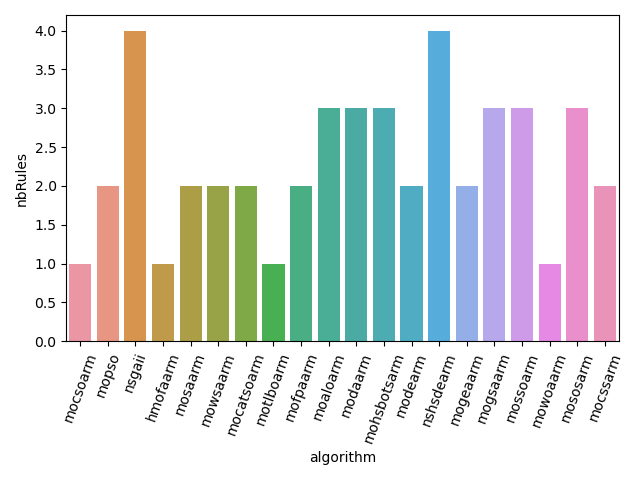 4.0
3.5
3.0
2.5
2.0
1.5
1.0
0.5
0.0
nbRules
mocsoarm
mopso
nsgaii
hmofaarm
mosaarm
mowsaarm
mocatsoarm
motlboarm
mofpaarm
moaloarm
modaarm
mohsbotsarm
modearm
nshsdearm
mogeaarm
mogsaarm
mossoarm
mowoaarm
mososarm
mocssarm
algorithm